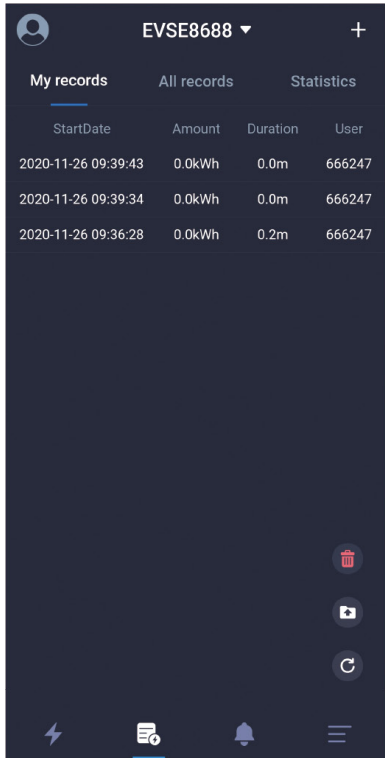 EVSE8688
My records All records Statistics
StartDate Amount Duration User
2020-11-26 09:39:43 0.0kWh 0.0m 666247
2020-11-26 09:39:34 0.0kWh 0.0m 666247
2020-11-26 09:36:28 0.0kWh 0.2m 666247